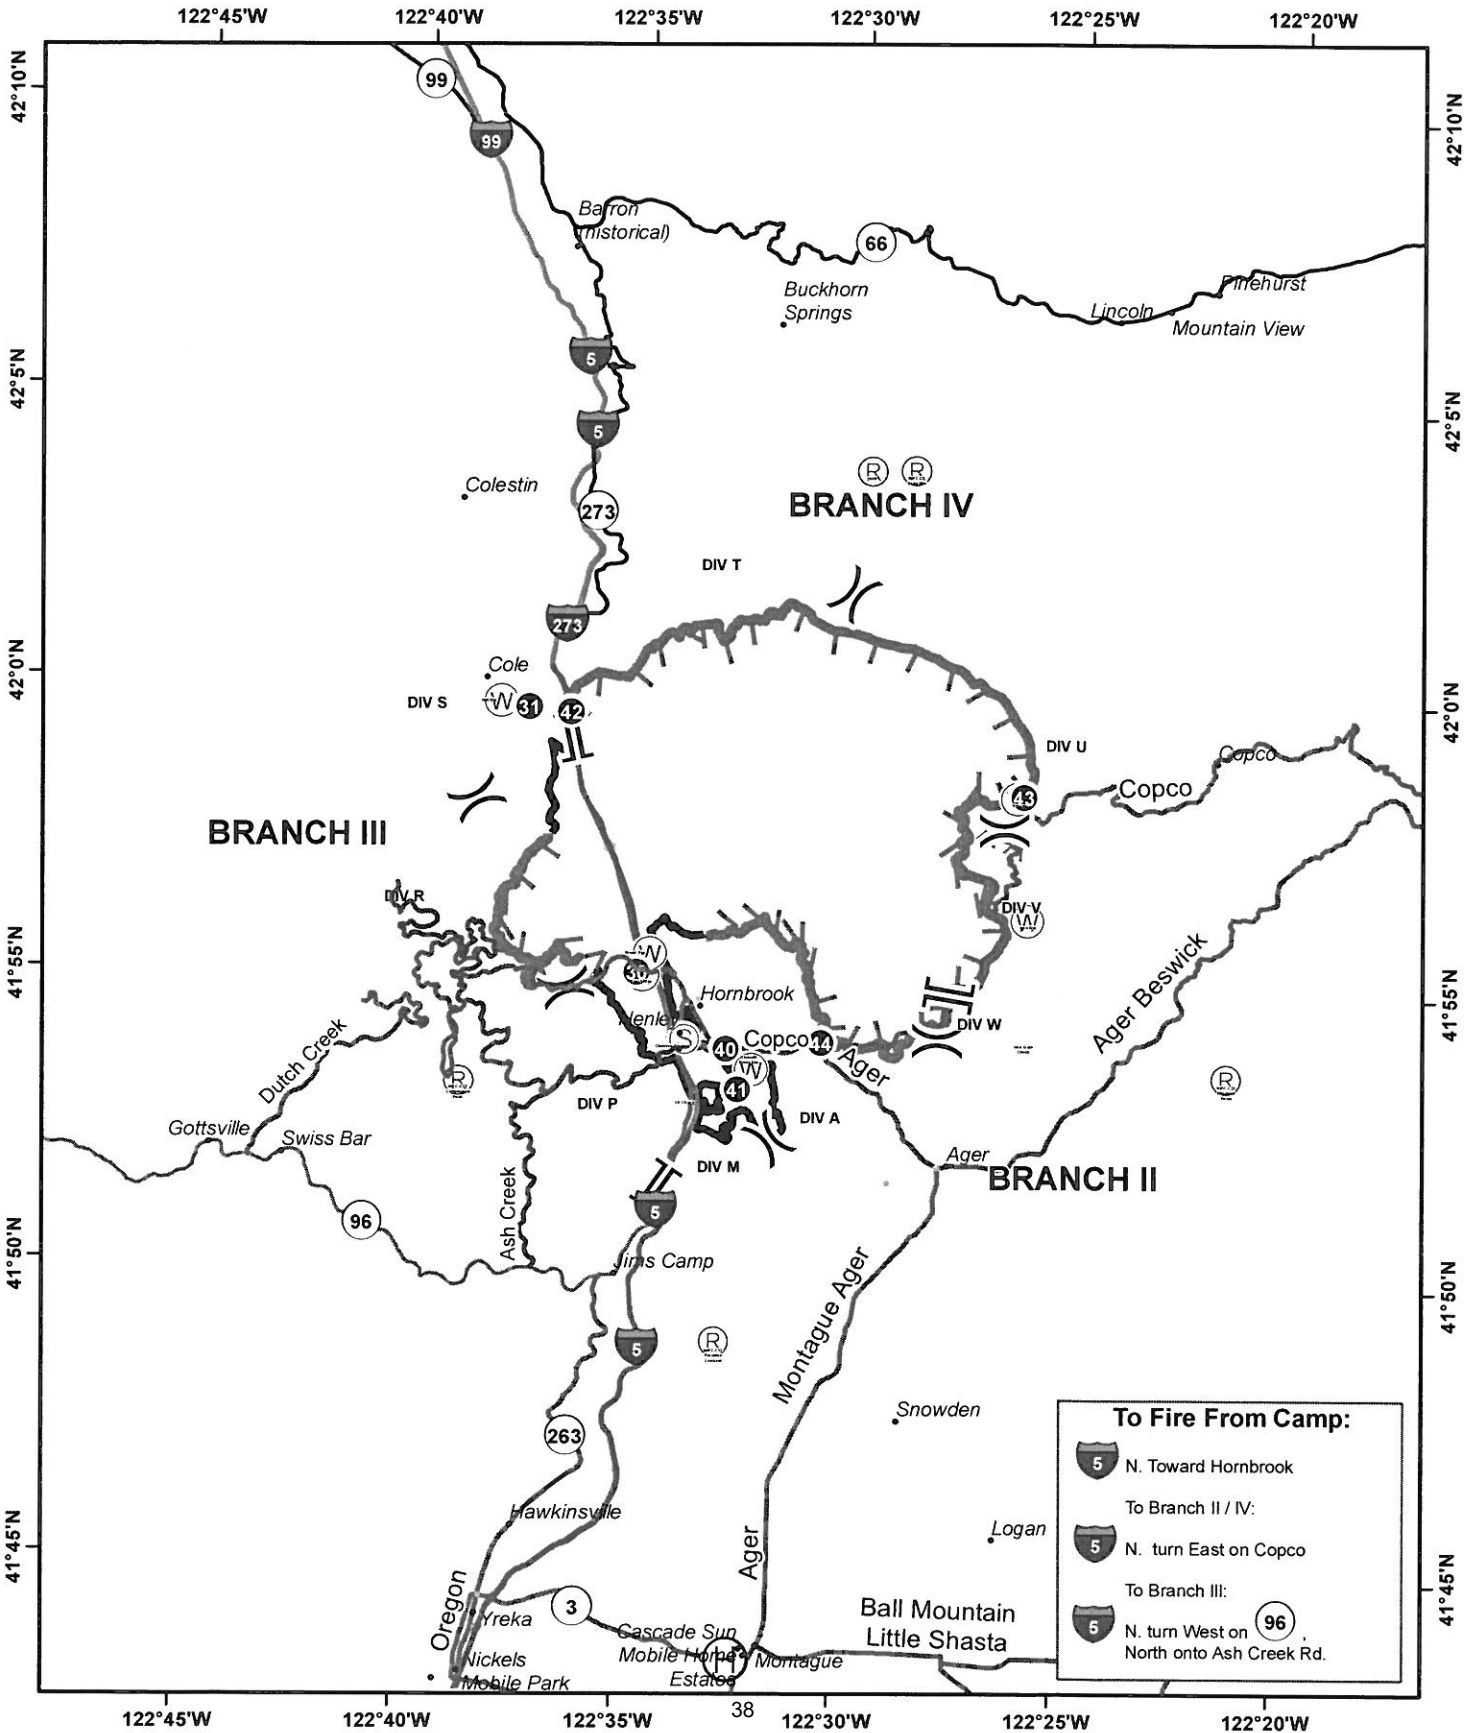 122°45'W
122°40'W
122°35'W
122°30'W
122°25'W
122°20'W
42°10'N
42°10'N
99
99
Barron
(historical)
66
Buckhorn
Springs
Pinehurst
Lincoln
Mountain View
42°5'N
42°5'N
5
5
Colestin
R
R
BRANCH IV
273
DIV T
273
42°0'N
42°0'N
Cole
DIV S
W
31
42
DIV U
Copco
Copco
43
BRANCH III
DIV R
DIV V
W
41°55'N
41°55'N
W
30
Hornbrook
Henley
S
40
Copco
44
Ager
DIV W
Ager Beswick
Dutch Creek
R
W
41
R
DIV P
DIV A
Gottsville
Swiss Bar
DIV M
Ager
BRANCH II
96
Ash Creek
5
41°50'N
41°50'N
Jims Camp
Montague Ager
5
R
Snowden
263
Hawkinsville
Logan
41°45'N
41°45'N
Ager
Oregon
Yreka
3
Cascade Sun
Mobile Home
Estates
H
Montague
Ball Mountain
Little Shasta
Nickels
Mobile Park
To Fire From Camp:
5 N. Toward Hornbrook
To Branch II / IV:
5 N. turn East on Copco
To Branch III:
5 N. turn West on 96 ,
North onto Ash Creek Rd.
122°45'W
122°40'W
122°35'W
38
122°30'W
122°25'W
122°20'W